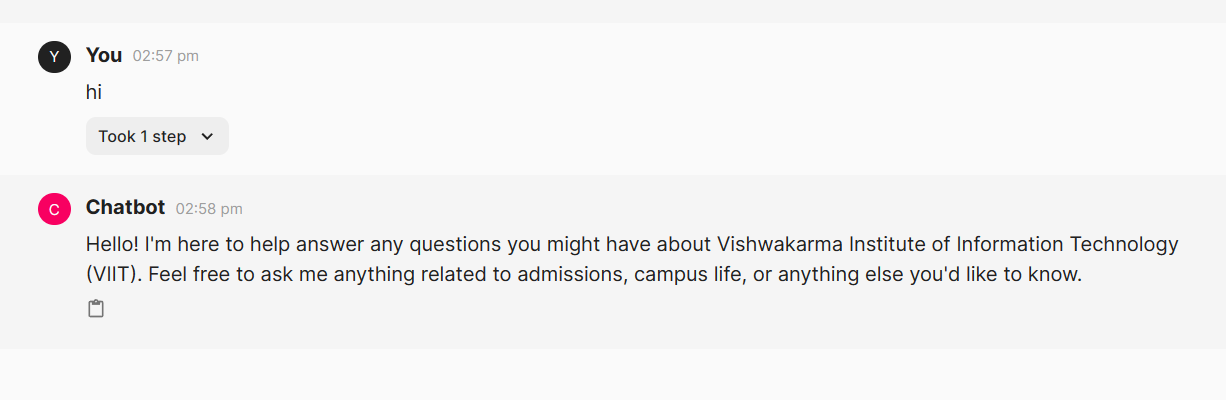 Y You 02:57 pm
hi
Took 1 step
C Chatbot 02:58 pm
Hello! I'm here to help answer any questions you might have about Vishwakarma Institute of Information Technology
(VIIT). Feel free to ask me anything related to admissions, campus life, or anything else you'd like to know.